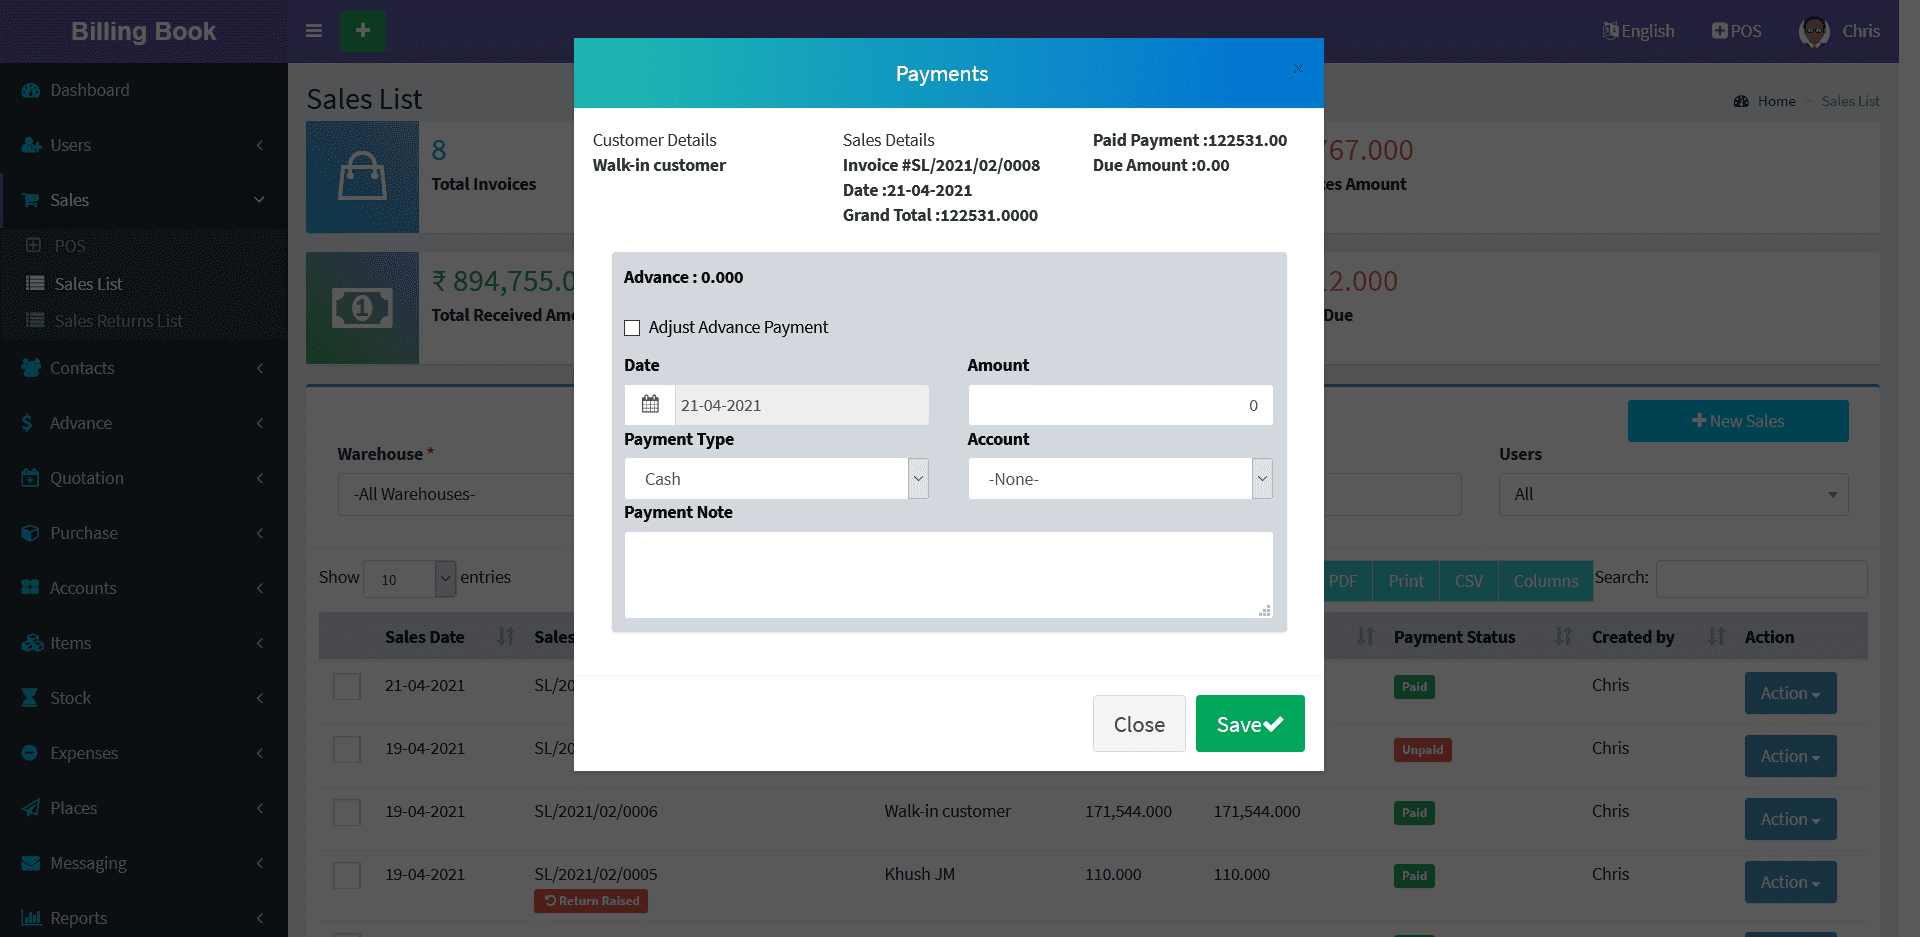 Billing Book
English
POS
Chris
Payments
×
Dashboard
Users
Sales
POS
Sales List
Sales Returns List
Contacts
Advance
Quotation
Purchase
Accounts
Items
Stock
Expenses
Places
Messaging
Reports
Sales List
Home > Sales List
8
Total Invoices
767.000
Amount
₹ 894,755.0
Total Received
2.000
Due
Customer Details
Walk-in customer
Sales Details
Invoice #SL/2021/02/0008
Date :21-04-2021
Grand Total :122531.0000
Paid Payment :122531.00
Due Amount :0.00
Advance : 0.000
Adjust Advance Payment
Date
Amount
21-04-2021
0
Payment Type
Account
Cash
-None-
Payment Note
Close
Save
New Sales
Warehouse *
-All Warehouses-
Users
All
Show 10 entries
PDF Print CSV Columns Search:
Sales Date Sales Payment Status Created by Action
21-04-2021 SL/20 Paid Chris Action
19-04-2021 SL/20 Unpaid Chris Action
19-04-2021 SL/2021/02/0006 Walk-in customer 171,544.000 171,544.000 Paid Chris Action
19-04-2021 SL/2021/02/0005 Khush JM 110.000 110.000 Paid Chris Action
Return Raised